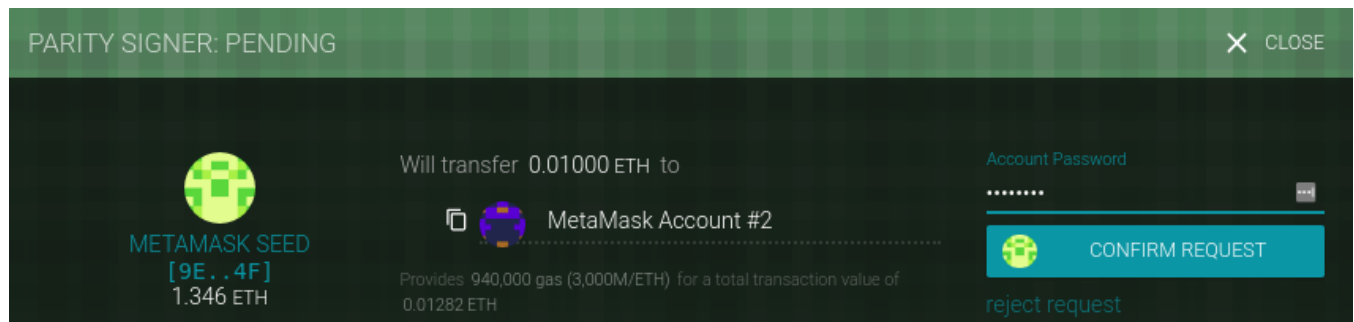 PARITY SIGNER: PENDING
CLOSE
METAMASK SEED
[9E..4F]
1.346 ETH
Will transfer 0.01000 ETH to
MetaMask Account #2
Provides 940,000 gas (3,000M/ETH) for a total transaction value of
0.01282 ETH
Account Password
••••••••
CONFIRM REQUEST
reject request